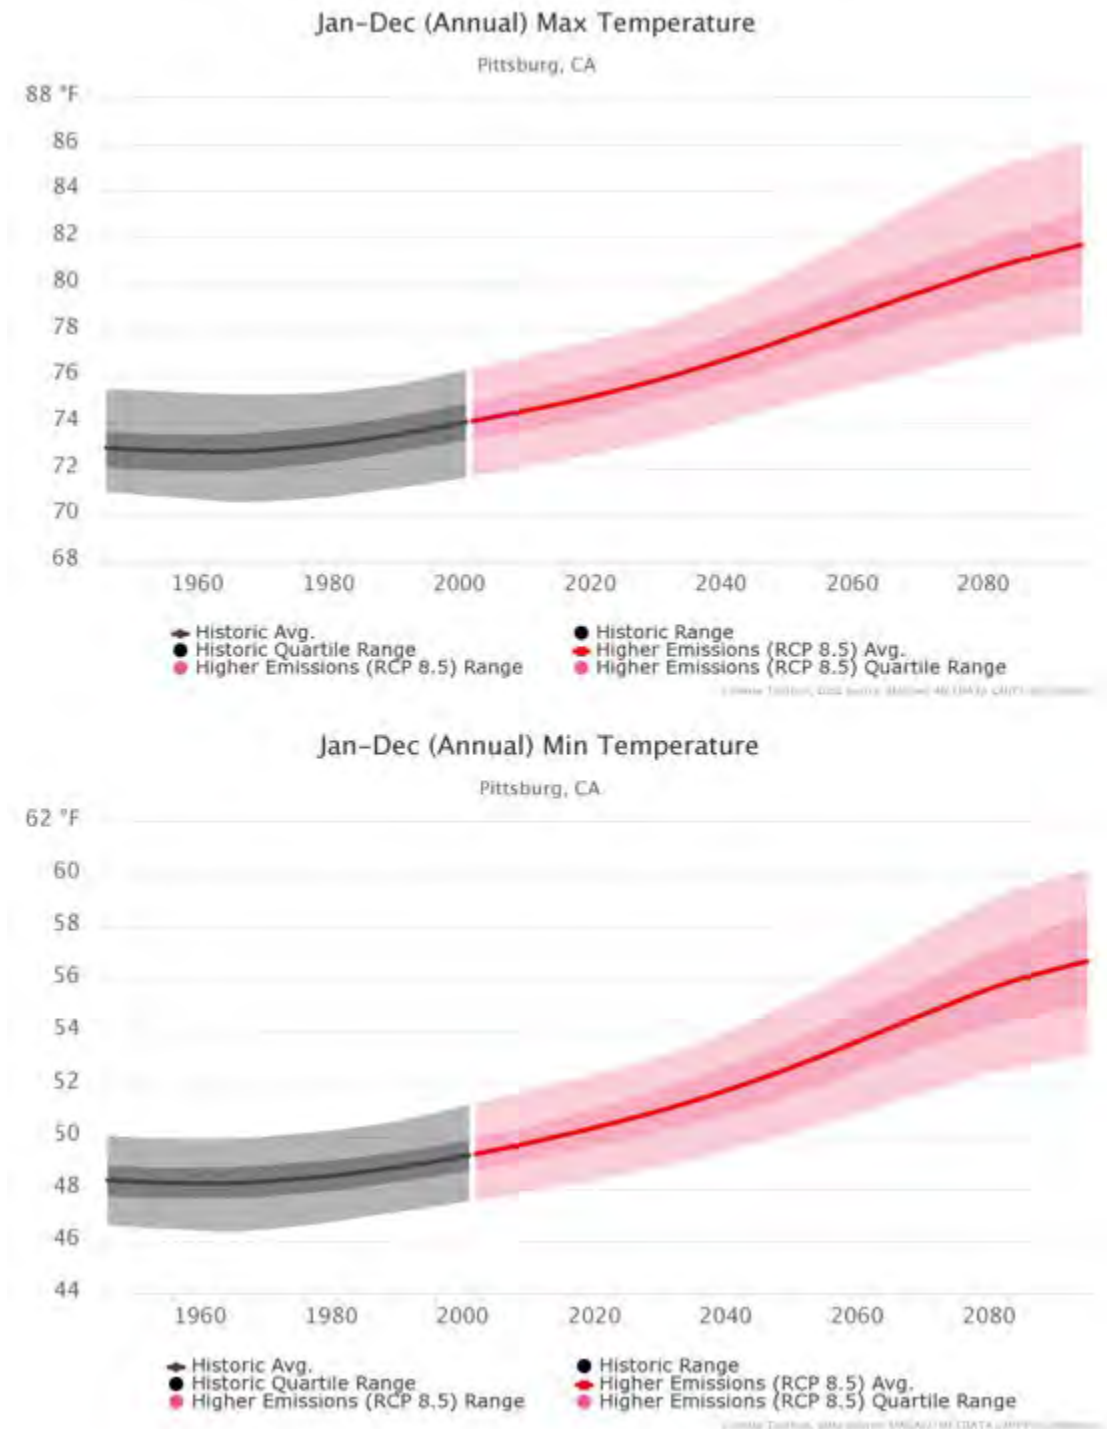 Jan-Dec (Annual) Max Temperature
Pittsburg, CA
88 °F
86
84
82
80
78
76
74
72
70
68
1960 1980 2000 2020 2040 2060 2080
Historic Avg. Historic Range
Historic Quartile Range Higher Emissions (RCP 8.5) Avg.
Higher Emissions (RCP 8.5) Range Higher Emissions (RCP 8.5) Quartile Range
Jan-Dec (Annual) Min Temperature
Pittsburg, CA
62 °F
60
58
56
54
52
50
48
46
44
1960 1980 2000 2020 2040 2060 2080
Historic Avg. Historic Range
Historic Quartile Range Higher Emissions (RCP 8.5) Avg.
Higher Emissions (RCP 8.5) Range Higher Emissions (RCP 8.5) Quartile Range